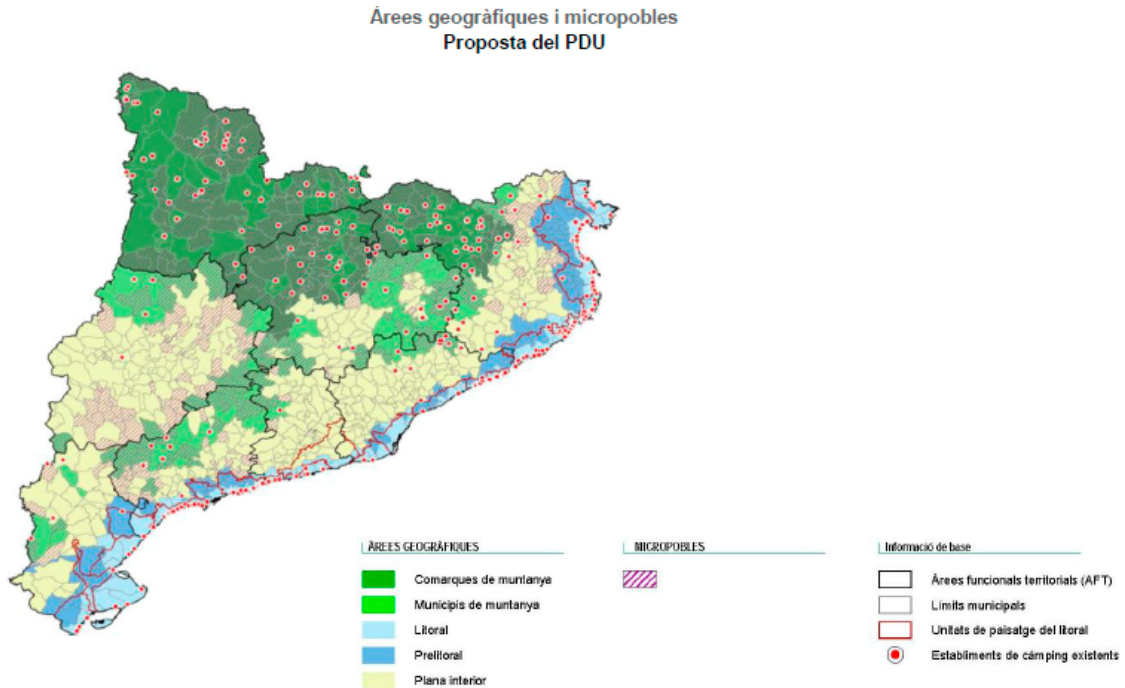 Àrees geogràfiques i micropobles
Proposta del PDU
ÀREES GEOGRÀFIQUES
Comarques de muntanya
Municipis de muntanya
Litoral
Prelitoral
Plana interior
MICROPOBLES
Informació de base
Àrees funcionals territorials (AFT)
Límits municipals
Unitats de paisatge del litoral
Establiments de càmping existents